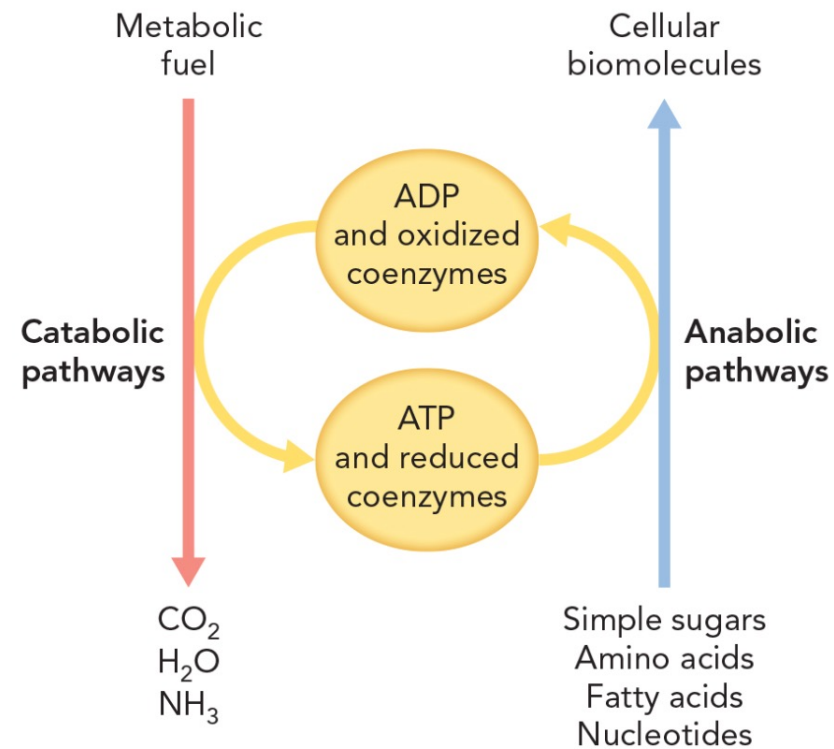 Metabolic
fuel
Cellular
biomolecules
ADP
and oxidized
coenzymes
Catabolic
pathways
Anabolic
pathways
ATP
and reduced
coenzymes
CO₂
H₂O
NH₃
Simple sugars
Amino acids
Fatty acids
Nucleotides